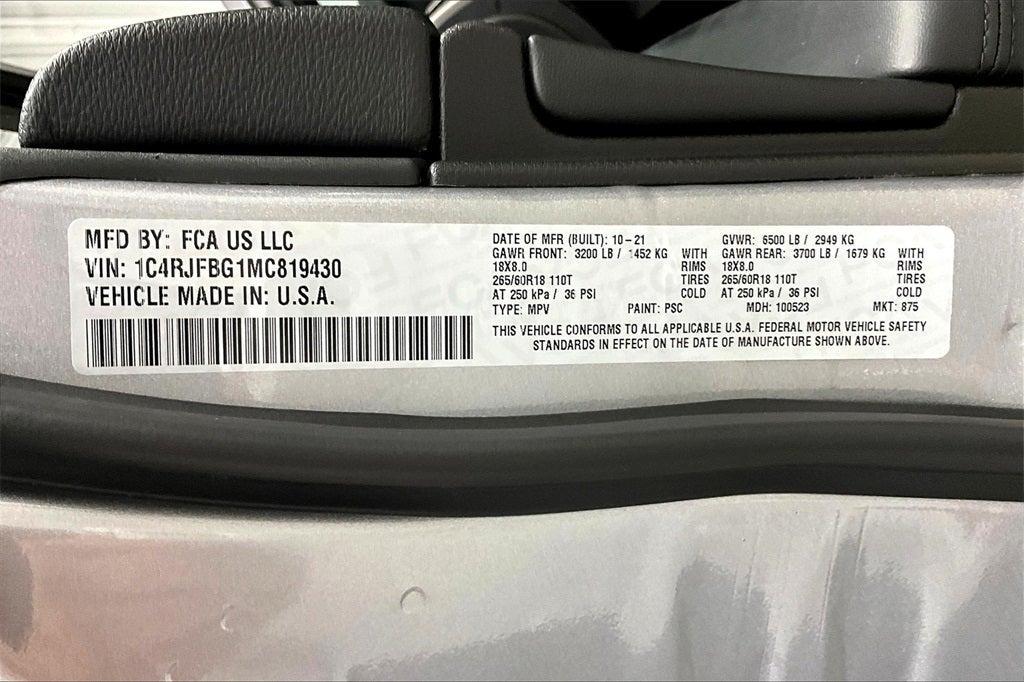 MFD BY: FCA US LLC
VIN: 1C4RJFBG1MC819430
VEHICLE MADE IN: U.S.A.
DATE OF MFR (BUILT): 10-21 GVWR: 6500 LB / 2949 KG
GAWR FRONT: 3200 LB / 1452 KG WITH GAWR REAR: 3700 LB / 1679 KG WITH
18X8.0 RIMS 18X8.0 RIMS
265/60R18 110T TIRES 265/60R18 110T TIRES
AT 250 kPa / 36 PSI COLD AT 250 kPa / 36 PSI COLD
TYPE: MPV PAINT: PSC MDH: 100523 MKT: 875
THIS VEHICLE CONFORMS TO ALL APPLICABLE U.S.A. FEDERAL MOTOR VEHICLE SAFETY
STANDARDS IN EFFECT ON THE DATE OF MANUFACTURE SHOWN ABOVE.